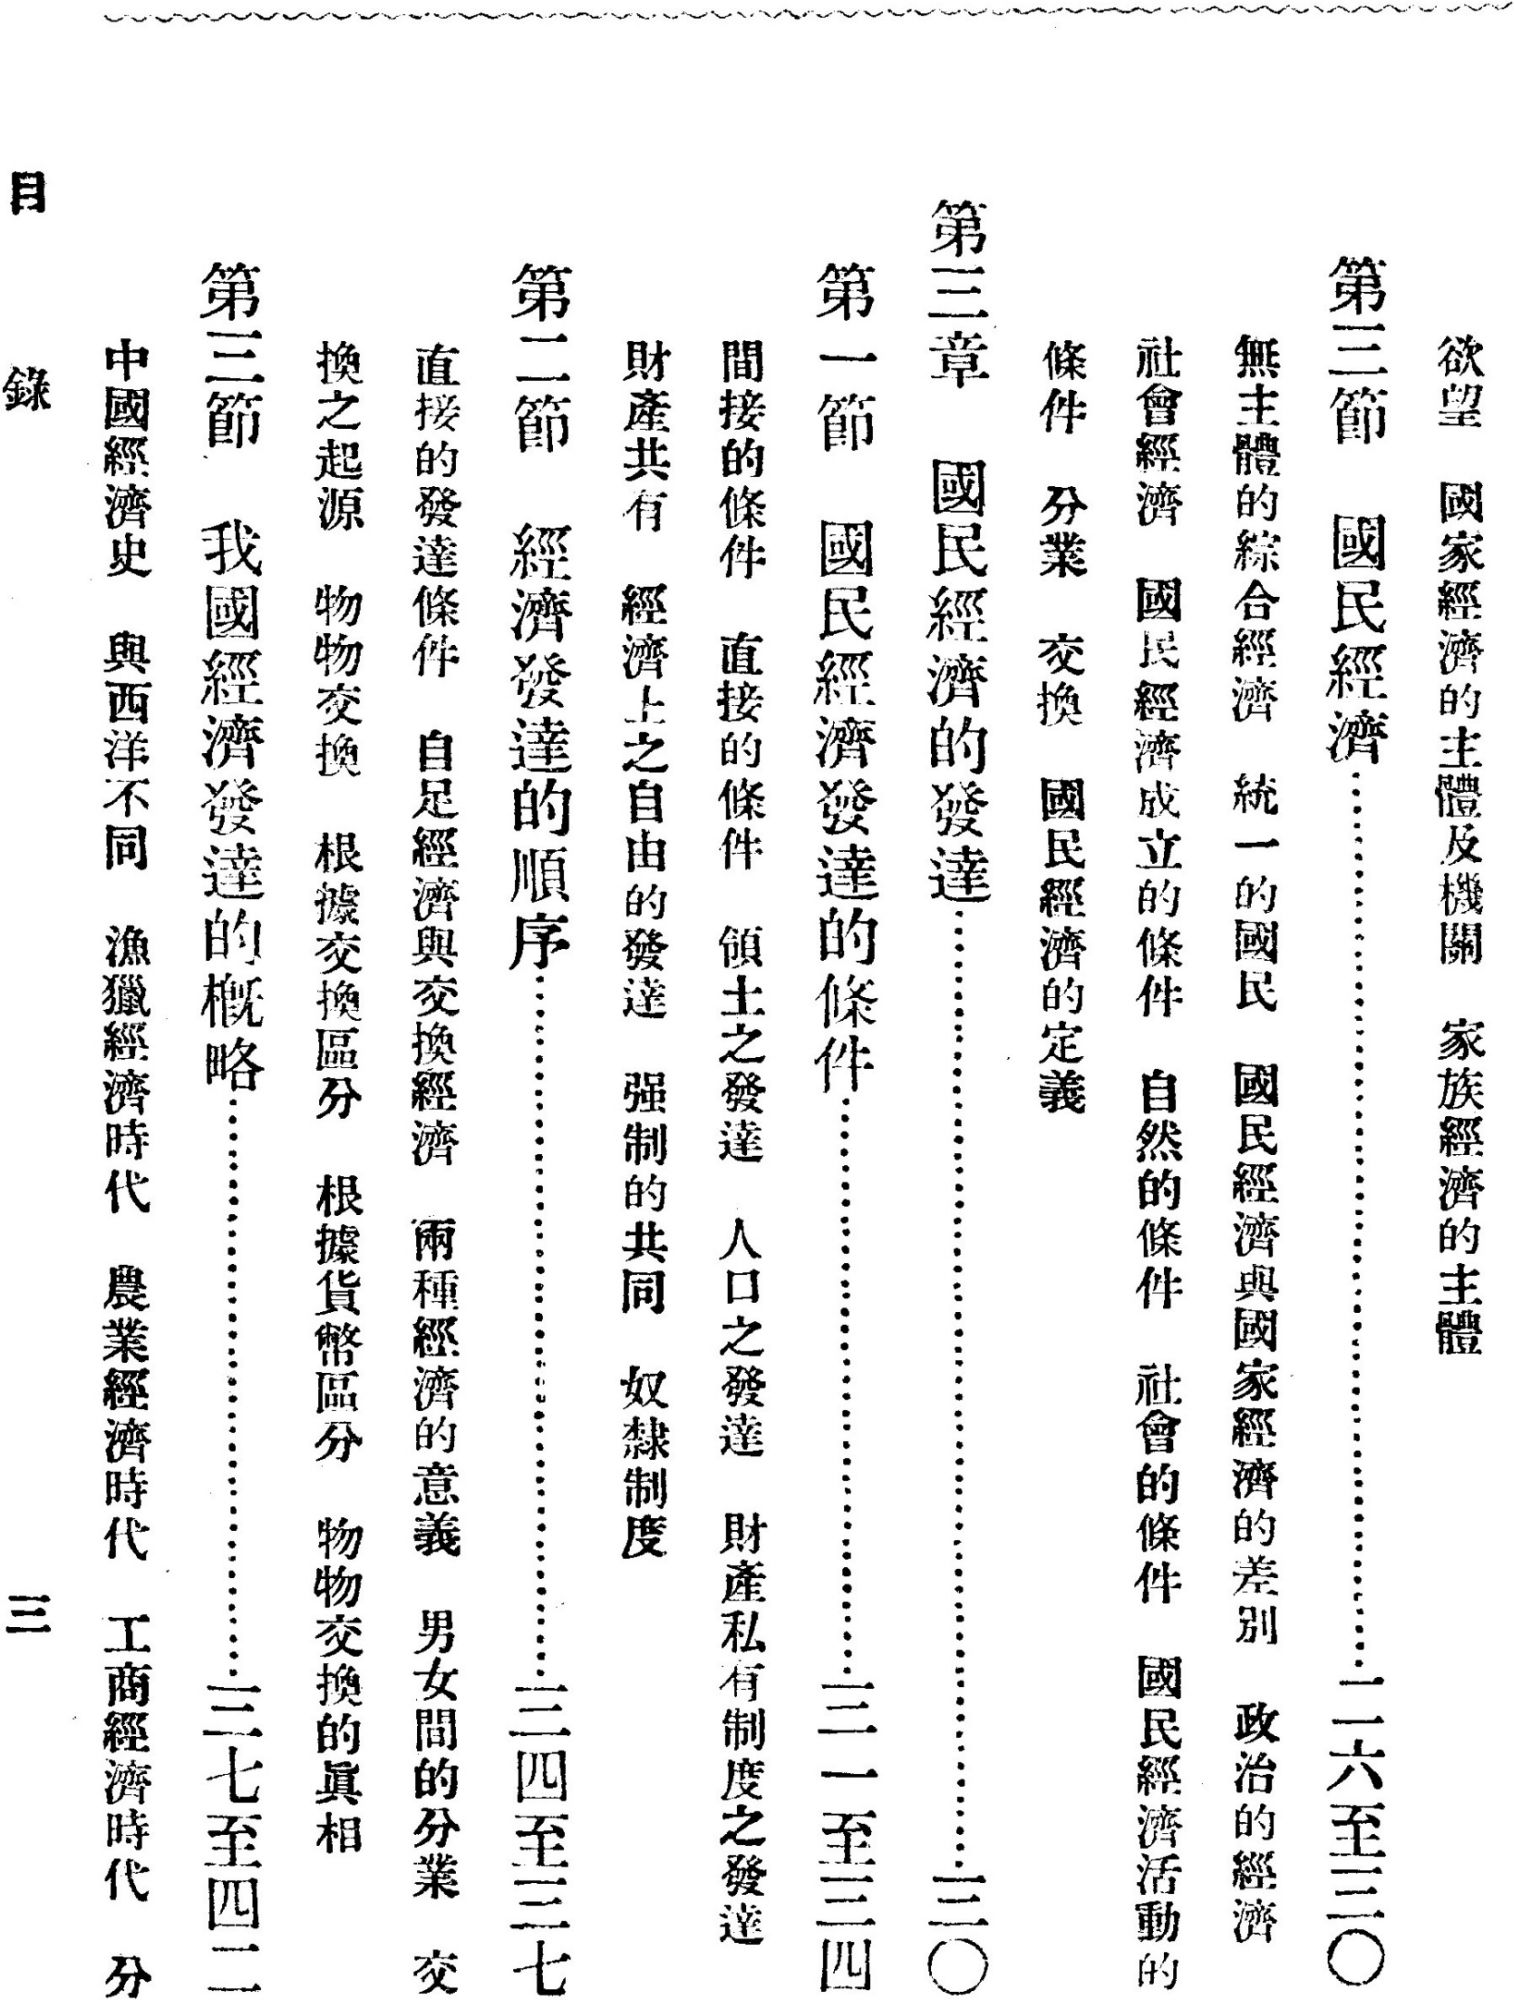 欲望　國家經濟的主體及機關　家族經濟的主體
第三節　國民經濟…………二六至三〇
無主體的綜合經濟　統一的國民　國民經濟與國家經濟的差別　政治的經濟
社會經濟　國民經濟成立的條件　自然的條件　社會的條件　國民經濟活動的
條件　分業　交換　國民經濟的定義
第三章　國民經濟的發達…………三〇
第一節　國民經濟發達的條件…………三一至三四
間接的條件　直接的條件　領土之發達　人口之發達　財產私有制度之發達
財產共有　經濟上之自由的發達　强制的共同　奴隸制度
第二節　經濟發達的順序…………三四至三七
直接的發達條件　自足經濟與交換經濟　兩種經濟的意義　男女間的分業　交
換之起源　物物交換　根據交換區分　根據貨幣區分　物物交換的眞相
第三節　我國經濟發達的概略…………三七至四二
中國經濟史　與西洋不同　漁獵經濟時代　農業經濟時代　工商經濟時代　分
目　錄　三